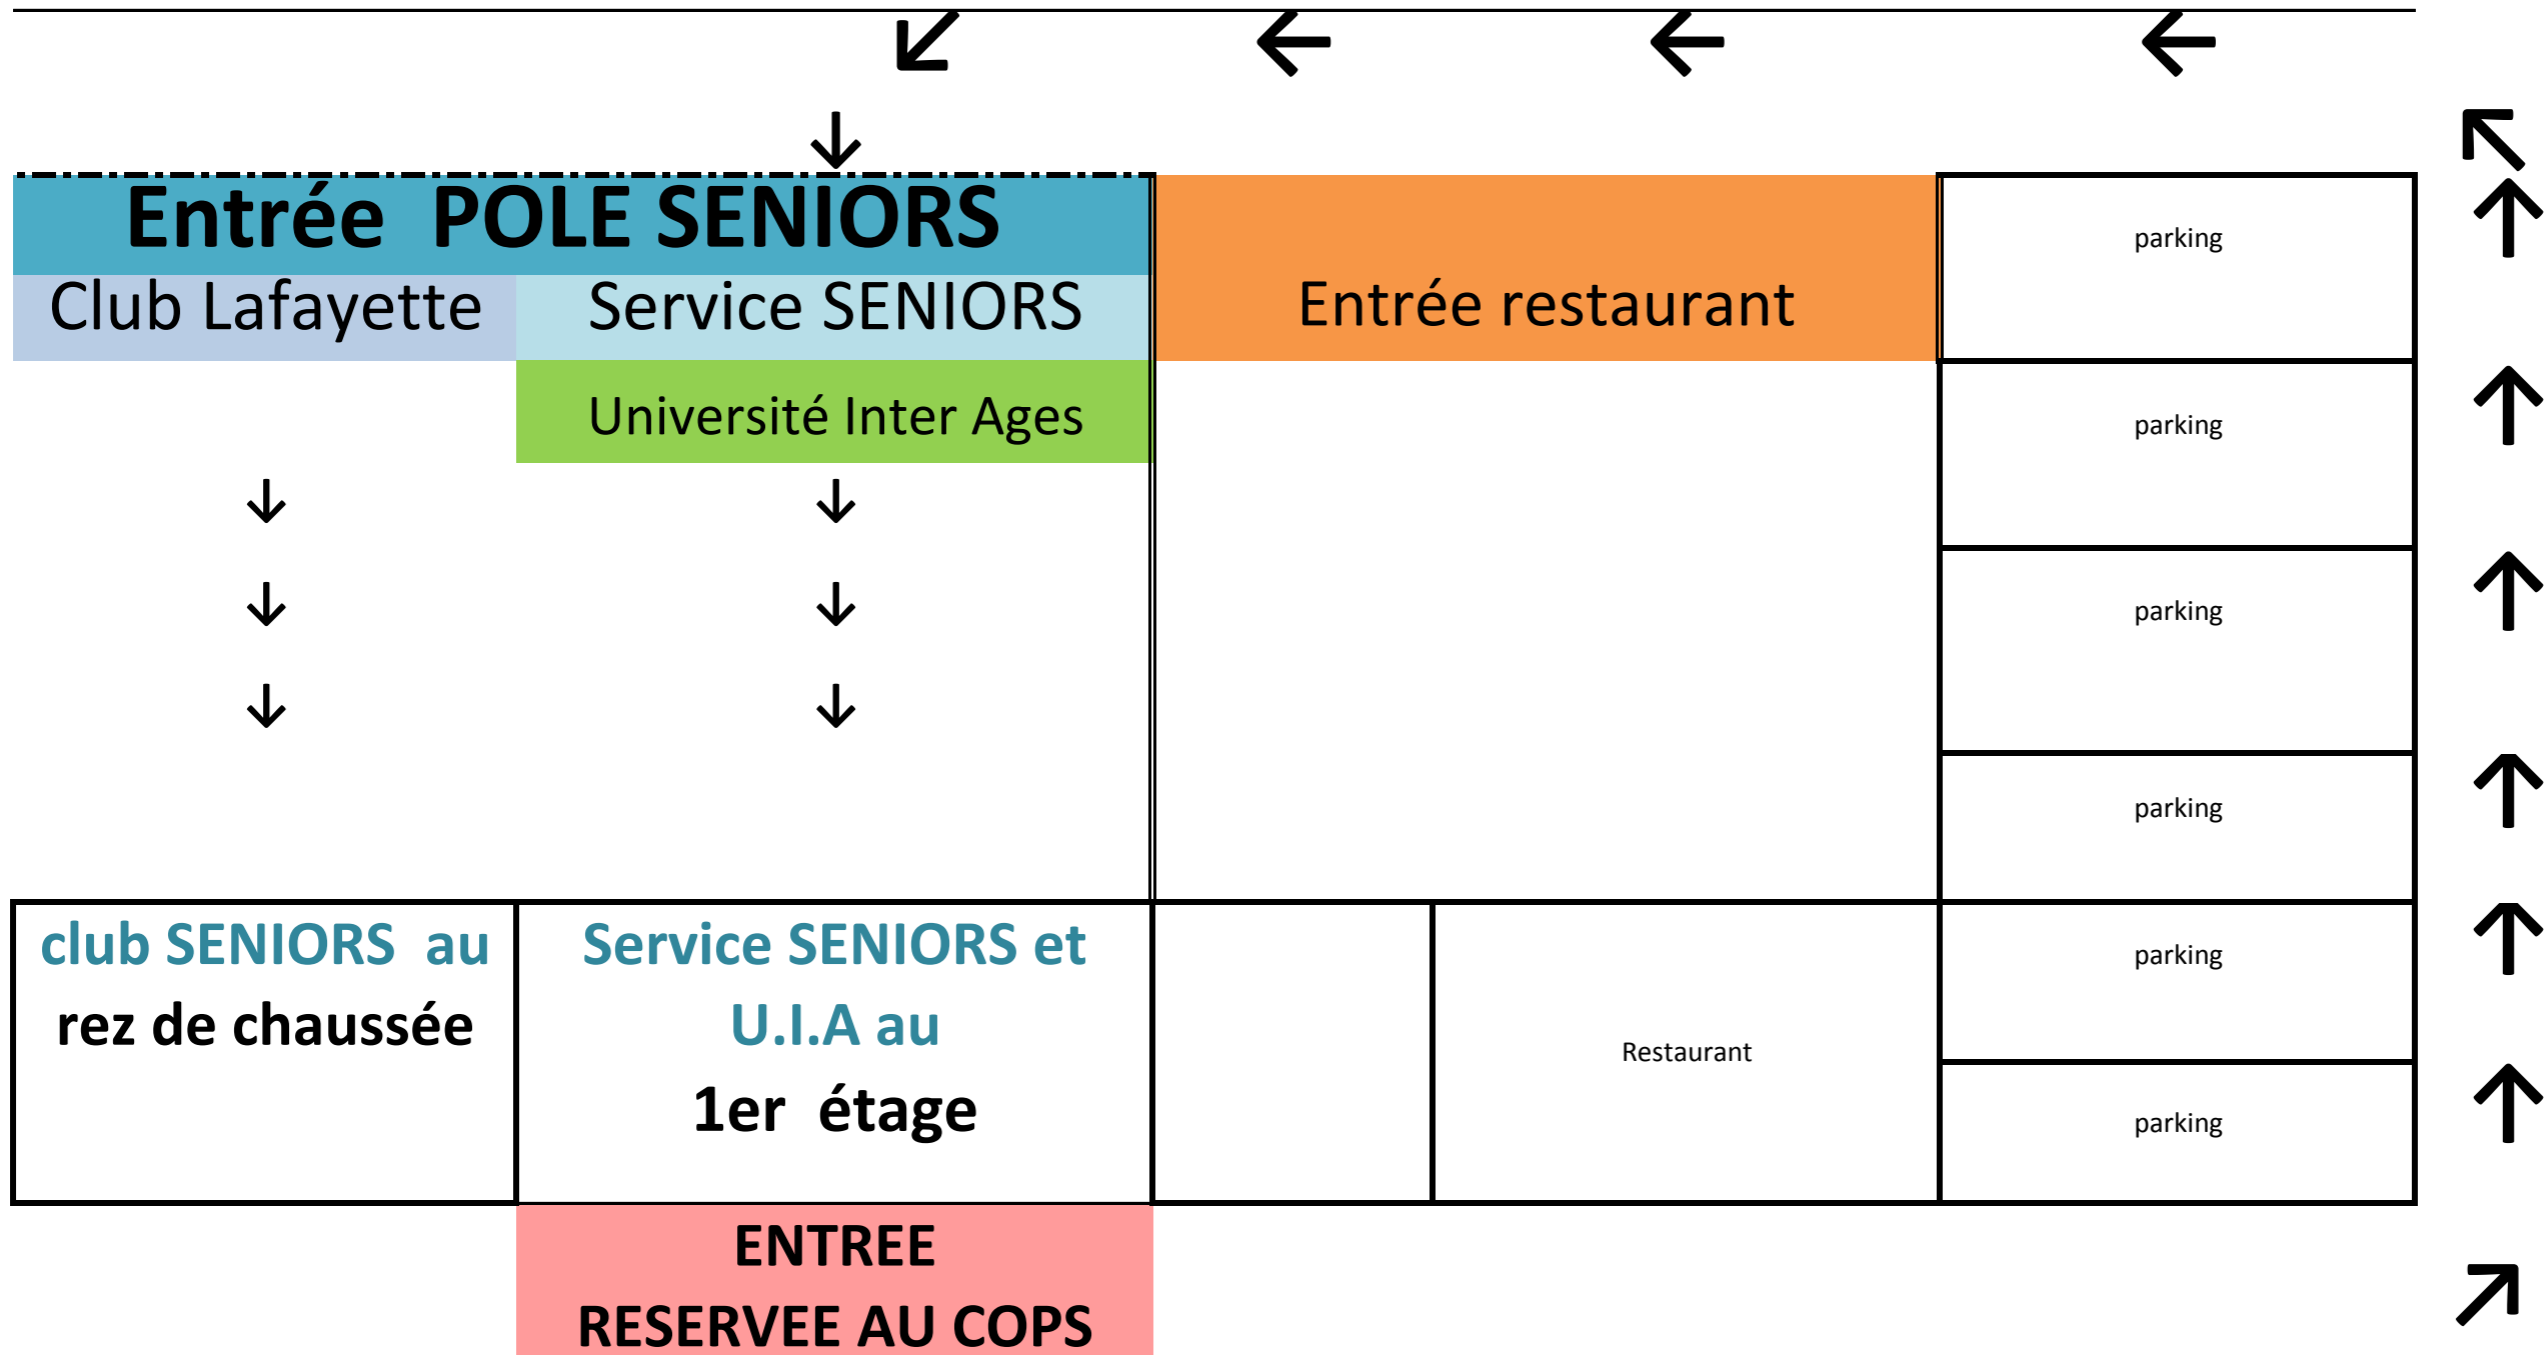 Entrée POLE SENIORS
Club Lafayette
Service SENIORS
Entrée restaurant
parking
Université Inter Ages
parking
parking
parking
club SENIORS au
rez de chaussée
Service SENIORS et
U.I.A au
1er étage
Restaurant
parking
parking
ENTREE
RESERVEE AU COPS